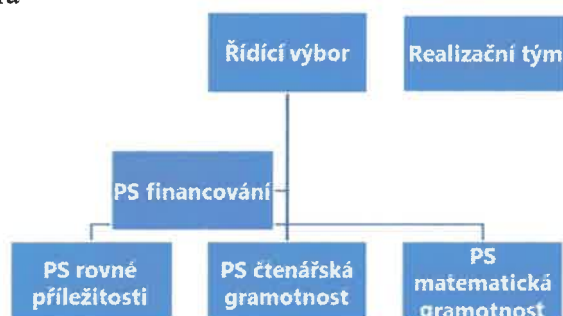 Řídící výbor
Realizační tým
PS financování
PS rovné
příležitosti
PS čtenářská
gramotnost
PS
matematická
gramotnost